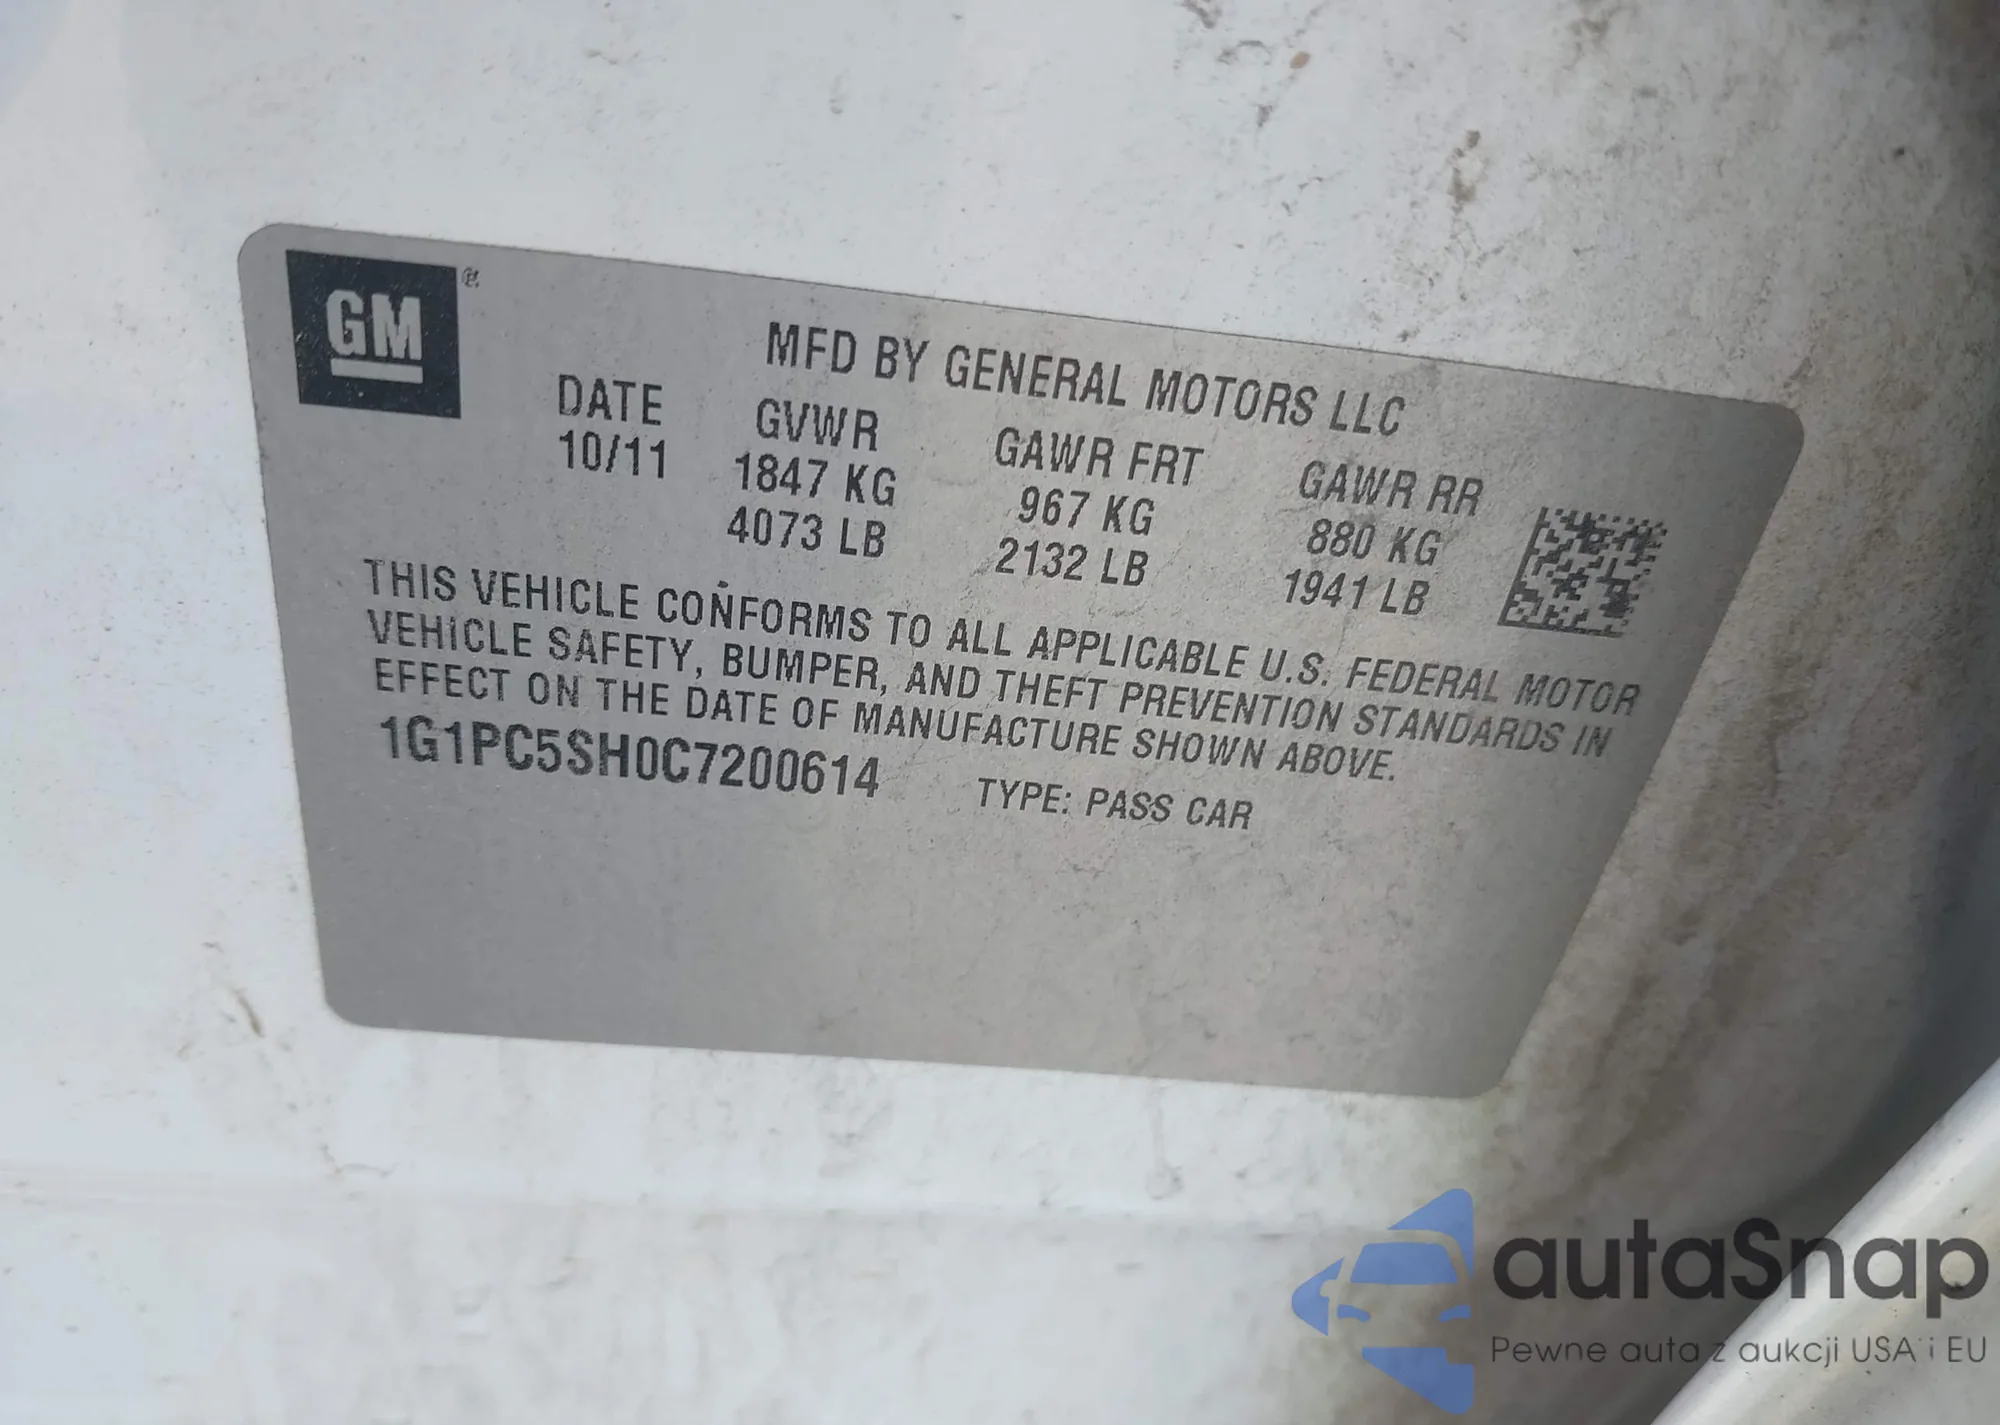 GM
MFD BY GENERAL MOTORS LLC
DATE GVWR GAWR FRT GAWR RR
10/11 1847 KG 967 KG 880 KG
4073 LB 2132 LB 1941 LB
THIS VEHICLE CONFORMS TO ALL APPLICABLE U.S. FEDERAL MOTOR
VEHICLE SAFETY, BUMPER, AND THEFT PREVENTION STANDARDS IN
EFFECT ON THE DATE OF MANUFACTURE SHOWN ABOVE.
1G1PC5SH0C7200614 TYPE: PASS CAR
autaSnap
Pewne auta z aukcji USA i EU